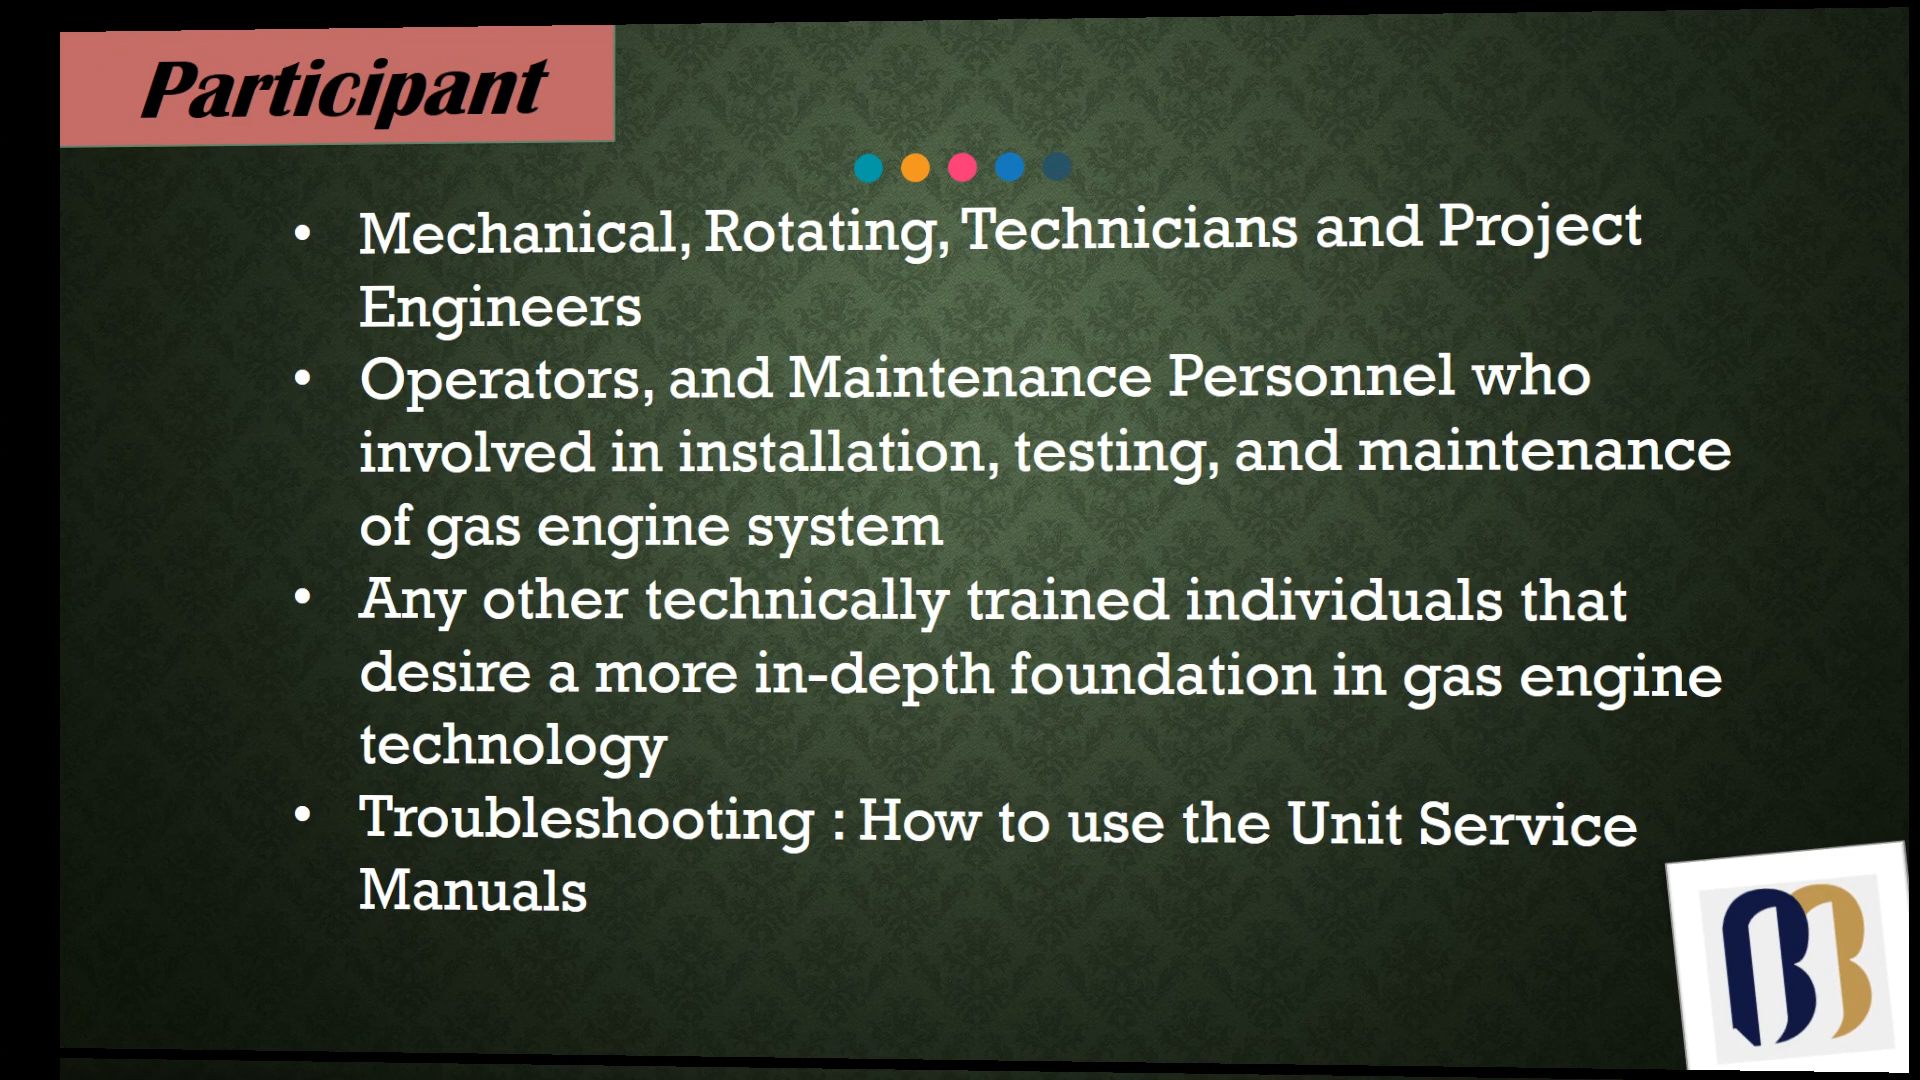 Participant
• Mechanical, Rotating, Technicians and Project
Engineers
• Operators, and Maintenance Personnel who
involved in installation, testing, and maintenance
of gas engine system
• Any other technically trained individuals that
desire a more in-depth foundation in gas engine
technology
• Troubleshooting : How to use the Unit Service
Manuals